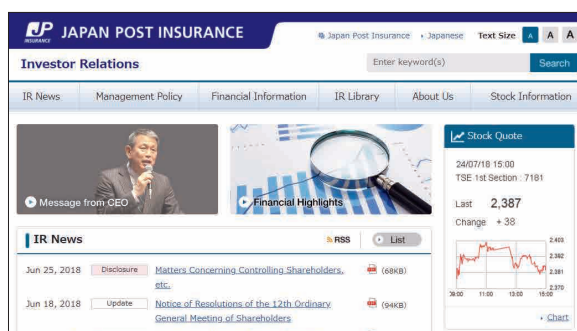 JP INSURANCE JAPAN POST INSURANCE
Japan Post Insurance Japanese Text Size A A A
Investor Relations
Enter keyword(s) Search
IR News Management Policy Financial Information IR Library About Us Stock Information
Message from CEO
Financial Highlights
Stock Quote
24/07/18 15:00
TSE 1st Section : 7181
Last 2,387
Change + 38
2,403
2,392
2,381
2,370
09:00 11:00 13:00 15:00
Chart
IR News RSS List
Jun 25, 2018 Disclosure Matters Concerning Controlling Shareholders, (68KB)
etc.
Jun 18, 2018 Update Notice of Resolutions of the 12th Ordinary (94KB)
General Meeting of Shareholders